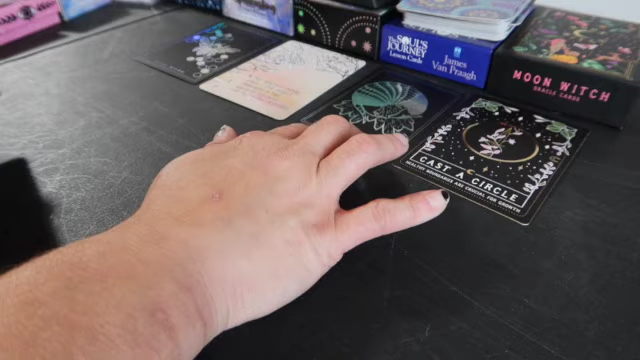 The
SOUL'S
JOURNEY
Lesson Cards
James
Van Praagh
MOON WITCH
ORACLE CARDS
CAST A CIRCLE
HEALTHY BOUNDARIES ARE CRUCIAL FOR GROWTH